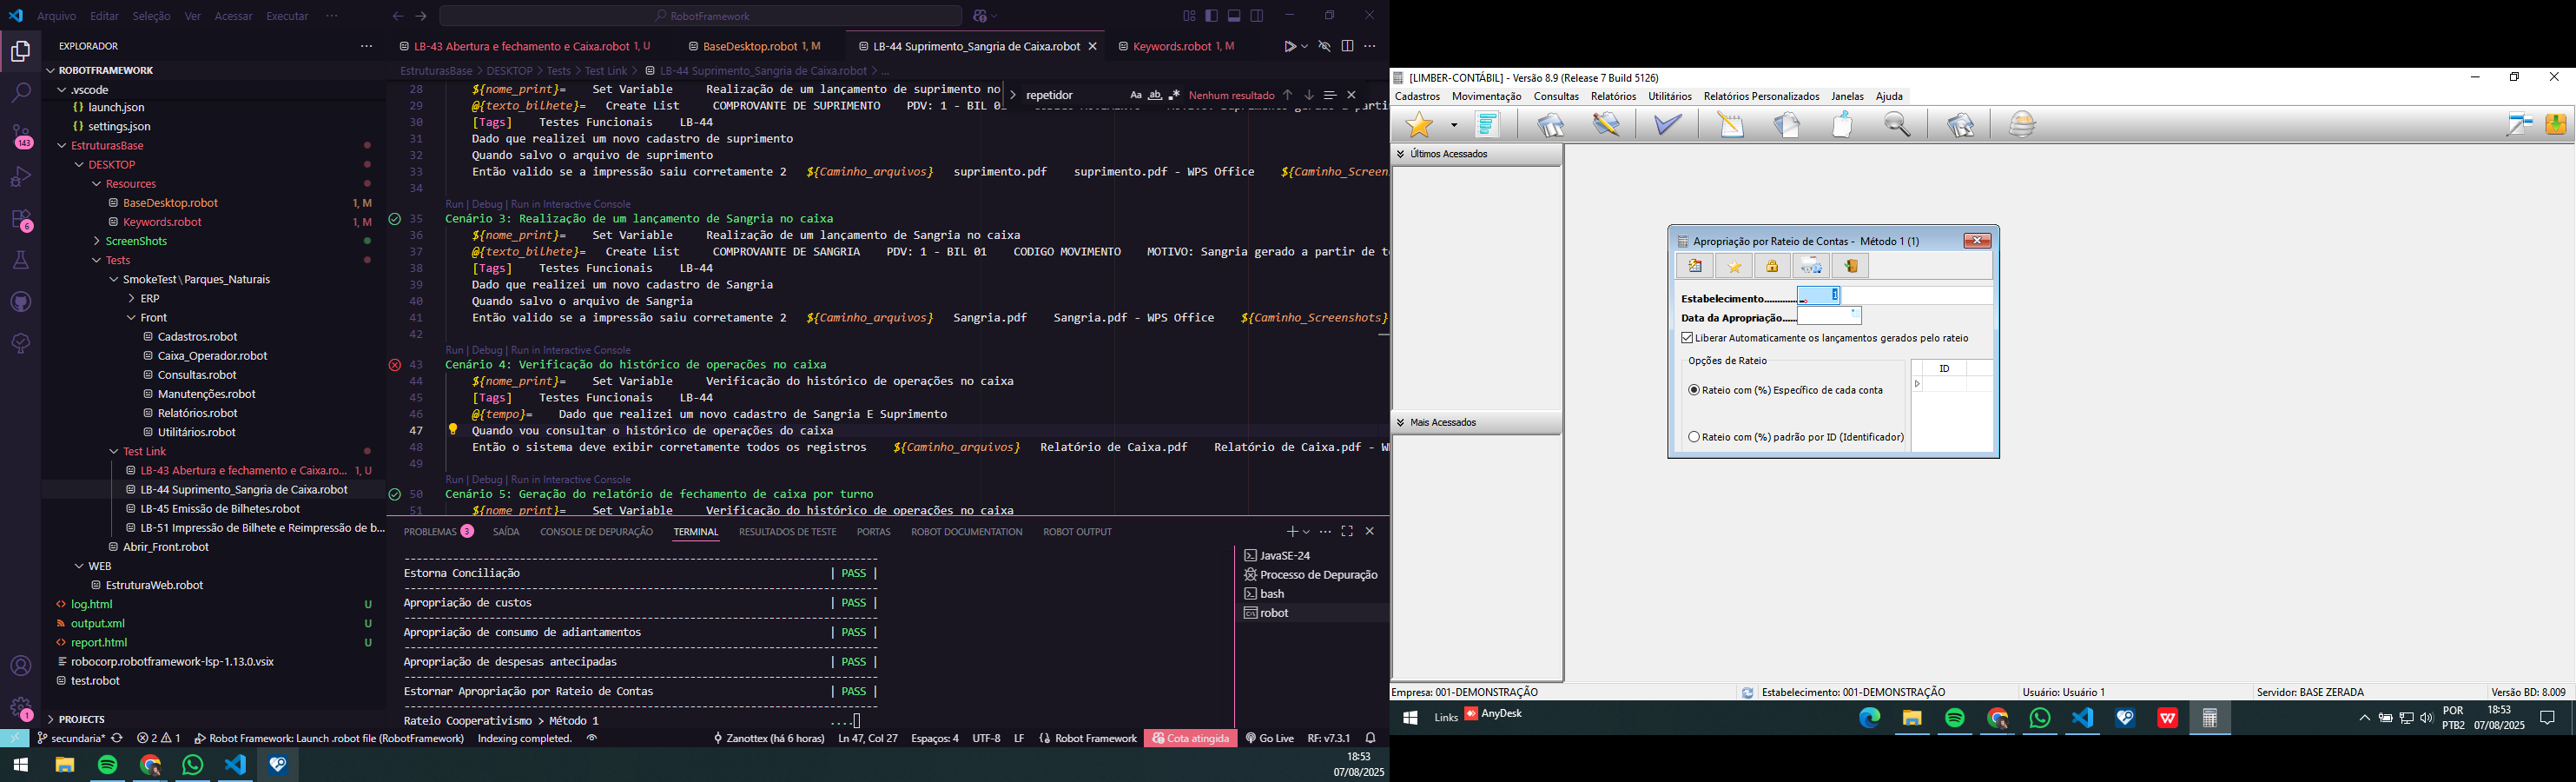 Arquivo Editar Seleção Ver Acessar Executar ···
RobotFramework
EXPLORADOR
ROBOTFRAMEWORK
.vscode
launch.json
settings.json
EstruturasBase
DESKTOP
Resources
BaseDesktop.robot 1, M
Keywords.robot 1, M
ScreenShots
Tests
SmokeTest\Parques_Naturais
ERP
Front
Cadastros.robot
Caixa_Operador.robot
Consultas.robot
Manutenções.robot
Relatórios.robot
Utilitários.robot
Test Link
LB-43 Abertura e fechamento e Caixa.ro... 1, U
LB-44 Suprimento_Sangria de Caixa.robot
LB-45 Emissão de Bilhetes.robot
LB-51 Impressão de Bilhete e Reimpressão de b...
Abrir_Front.robot
WEB
EstruturaWeb.robot
log.html U
output.xml U
report.html U
robocorp.robotframework-lsp-1.13.0.vsix
test.robot
PROJECTS
143
6
1
LB-43 Abertura e fechamento e Caixa.robot 1, U
BaseDesktop.robot 1, M
LB-44 Suprimento_Sangria de Caixa.robot
Keywords.robot 1, M
EstruturasBase > DESKTOP > Tests > Test Link > LB-44 Suprimento_Sangria de Caixa.robot > ...
repetidor Aa ab Nenhum resultado
28 ${nome_print}= Set Variable Realização de um lançamento de suprimento no
29 @{texto_bilhete}= Create List COMPROVANTE DE SUPRIMENTO PDV: 1 - BIL 01
30 [Tags] Testes Funcionais LB-44
31 Dado que realizei um novo cadastro de suprimento
32 Quando salvo o arquivo de suprimento
33 Então valido se a impressão saiu corretamente 2 ${Caminho_arquivos} suprimento.pdf suprimento.pdf - WPS Office ${Caminho_Screen
34
Run | Debug | Run in Interactive Console
35 Cenário 3: Realização de um lançamento de Sangria no caixa
36 ${nome_print}= Set Variable Realização de um lançamento de Sangria no caixa
37 @{texto_bilhete}= Create List COMPROVANTE DE SANGRIA PDV: 1 - BIL 01 CODIGO MOVIMENTO MOTIVO: Sangria gerado a partir de te
38 [Tags] Testes Funcionais LB-44
39 Dado que realizei um novo cadastro de Sangria
40 Quando salvo o arquivo de Sangria
41 Então valido se a impressão saiu corretamente 2 ${Caminho_arquivos} Sangria.pdf Sangria.pdf - WPS Office ${Caminho_Screenshots}
42
Run | Debug | Run in Interactive Console
43 Cenário 4: Verificação do histórico de operações no caixa
44 ${nome_print}= Set Variable Verificação do histórico de operações no caixa
45 [Tags] Testes Funcionais LB-44
46 @{tempo}= Dado que realizei um novo cadastro de Sangria E Suprimento
47 Quando vou consultar o histórico de operações do caixa
48 Então o sistema deve exibir corretamente todos os registros ${Caminho_arquivos} Relatório de Caixa.pdf Relatório de Caixa.pdf - W
49
Run | Debug | Run in Interactive Console
50 Cenário 5: Geração do relatório de fechamento de caixa por turno
51 ${nome_print}= Set Variable Verificação do histórico de operações no caixa
PROBLEMAS 3 SAÍDA CONSOLE DE DEPURAÇÃO TERMINAL RESULTADOS DE TESTE PORTAS ROBOT DOCUMENTATION ROBOT OUTPUT
Estorna Conciliação | PASS |
Apropriação de custos | PASS |
Apropriação de consumo de adiantamentos | PASS |
Apropriação de despesas antecipadas | PASS |
Estornar Apropriação por Rateio de Contas | PASS |
Rateio Cooperativismo > Método 1 ....
JavaSE-24
Processo de Depuração
bash
robot
secundaria* 2 1 Robot Framework: Launch .robot file (RobotFramework) Indexing completed.
Zanottex (há 6 horas) Ln 47, Col 27 Espaços: 4 UTF-8 LF Robot Framework Cota atingida Go Live RF: v7.3.1
18:53
07/08/2025
[LIMBER-CONTÁBIL] - Versão 8.9 (Release 7 Build 5126)
Cadastros Movimentação Consultas Relatórios Utilitários Relatórios Personalizados Janelas Ajuda
Últimos Acessados
Mais Acessados
Apropriação por Rateio de Contas - Método 1 (1)
Estabelecimento............. 1
Data da Apropriação......
Liberar Automaticamente os lançamentos gerados pelo rateio
Opções de Rateio
Rateio com (%) Específico de cada conta
Rateio com (%) padrão por ID (Identificador)
ID
Empresa: 001-DEMONSTRAÇÃO Estabelecimento: 001-DEMONSTRAÇÃO Usuário: Usuário 1 Servidor: BASE ZERADA Versão BD: 8.009
Links AnyDesk
POR
PTB2
18:53
07/08/2025